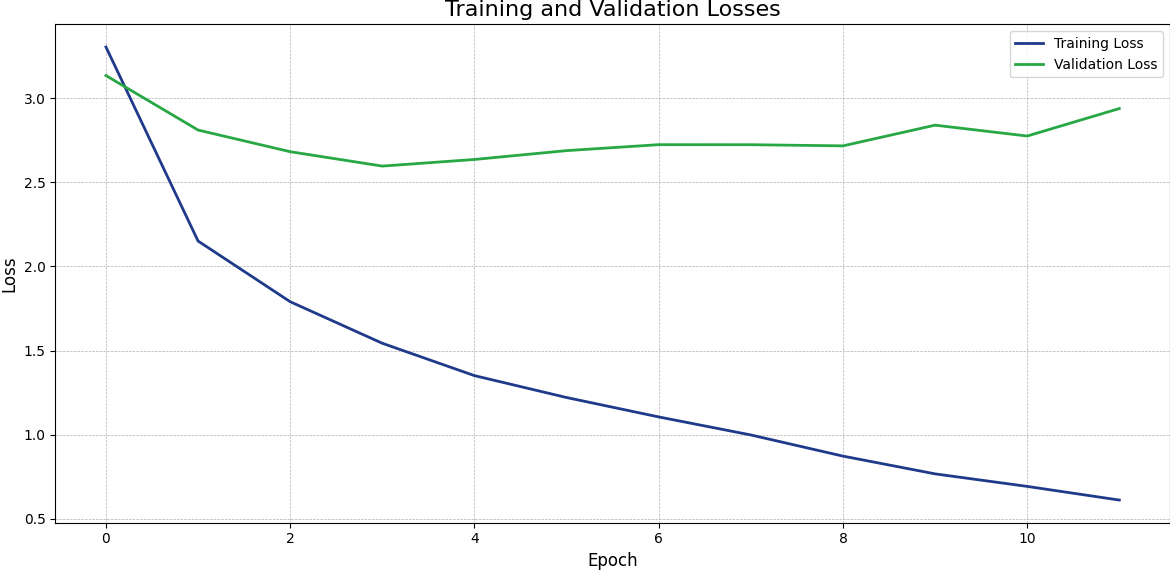 Training and Validation Losses
Training Loss
Validation Loss
3.0
2.5
2.0
1.5
1.0
0.5
Loss
0 2 4 6 8 10
Epoch